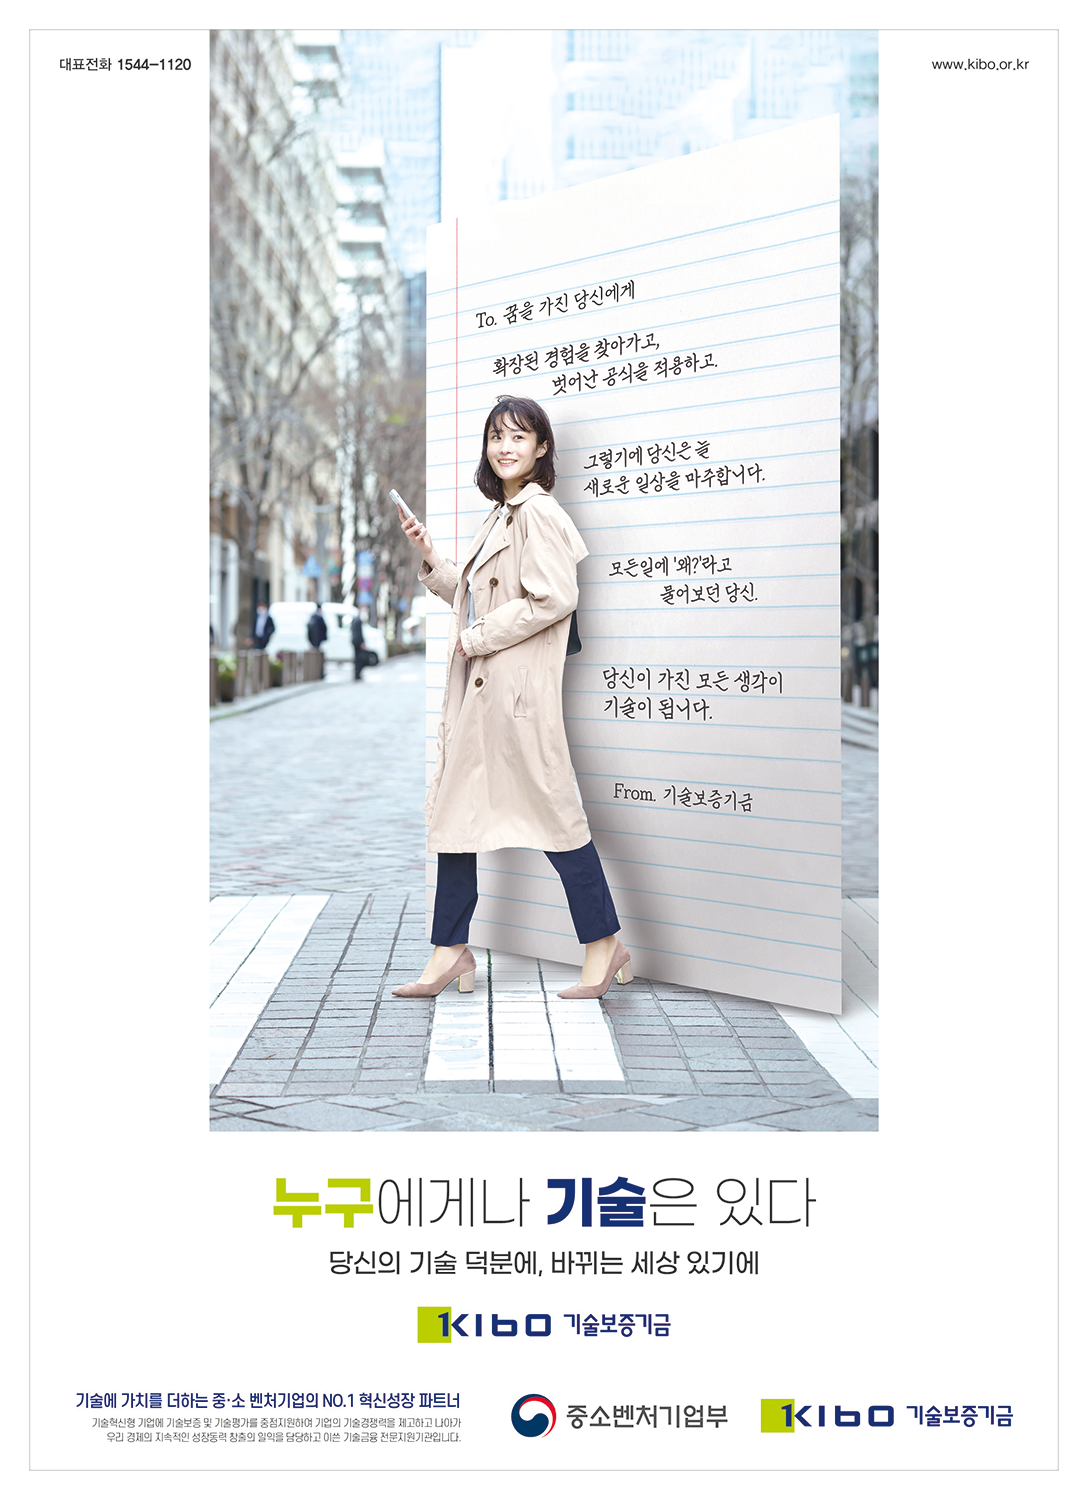 대표전화 1544-1120
www.kibo.or.kr
To. 꿈을 가진 당신에게
확장된 경험을 찾아가고,
벗어난 공식을 적용하고.
그렇기에 당신은 늘
새로운 일상을 마주합니다.
모든일에 '왜?'라고
물어보던 당신.
당신이 가진 모든 생각이
기술이 됩니다.
From. 기술보증기금
누구에게나 기술은 있다
당신의 기술 덕분에, 바뀌는 세상 있기에
KIBO 기술보증기금
기술에 가치를 더하는 중·소 벤처기업의 NO.1 혁신성장 파트너
기술혁신형 기업에 기술보증 및 기술평가를 중점지원하여 기업의 기술경쟁력을 제고하고 나아가
우리 경제의 지속적인 성장동력 창출의 일익을 담당하고 이쓴 기술금융 전문지원기관입니다.
중소벤처기업부
KIBO 기술보증기금